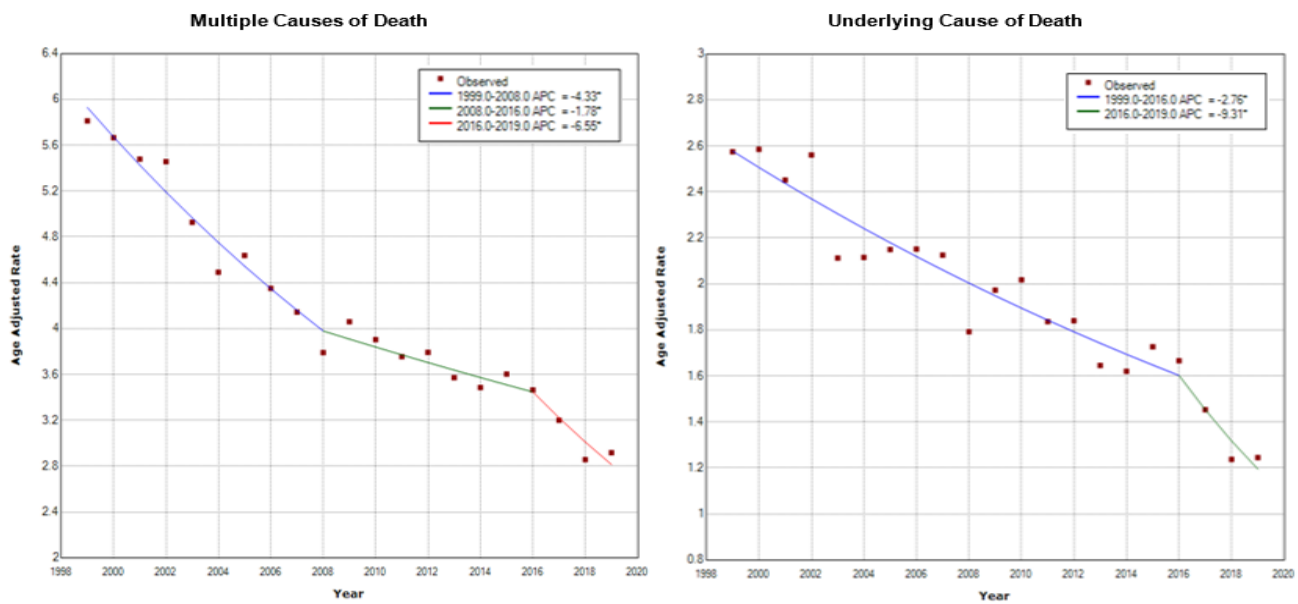 Multiple Causes of Death
Age Adjusted Rate
6.4
6
5.6
5.2
4.8
4.4
4
3.6
3.2
2.8
2.4
2
Observed
1999.0-2008.0 APC = -4.33*
2008.0-2016.0 APC = -1.78*
2016.0-2019.0 APC = -6.55*
1998 2000 2002 2004 2006 2008 2010 2012 2014 2016 2018 2020
Year
Underlying Cause of Death
Age Adjusted Rate
3
2.8
2.6
2.4
2.2
2
1.8
1.6
1.4
1.2
1
0.8
Observed
1999.0-2016.0 APC = -2.76*
2016.0-2019.0 APC = -9.31*
1998 2000 2002 2004 2006 2008 2010 2012 2014 2016 2018 2020
Year